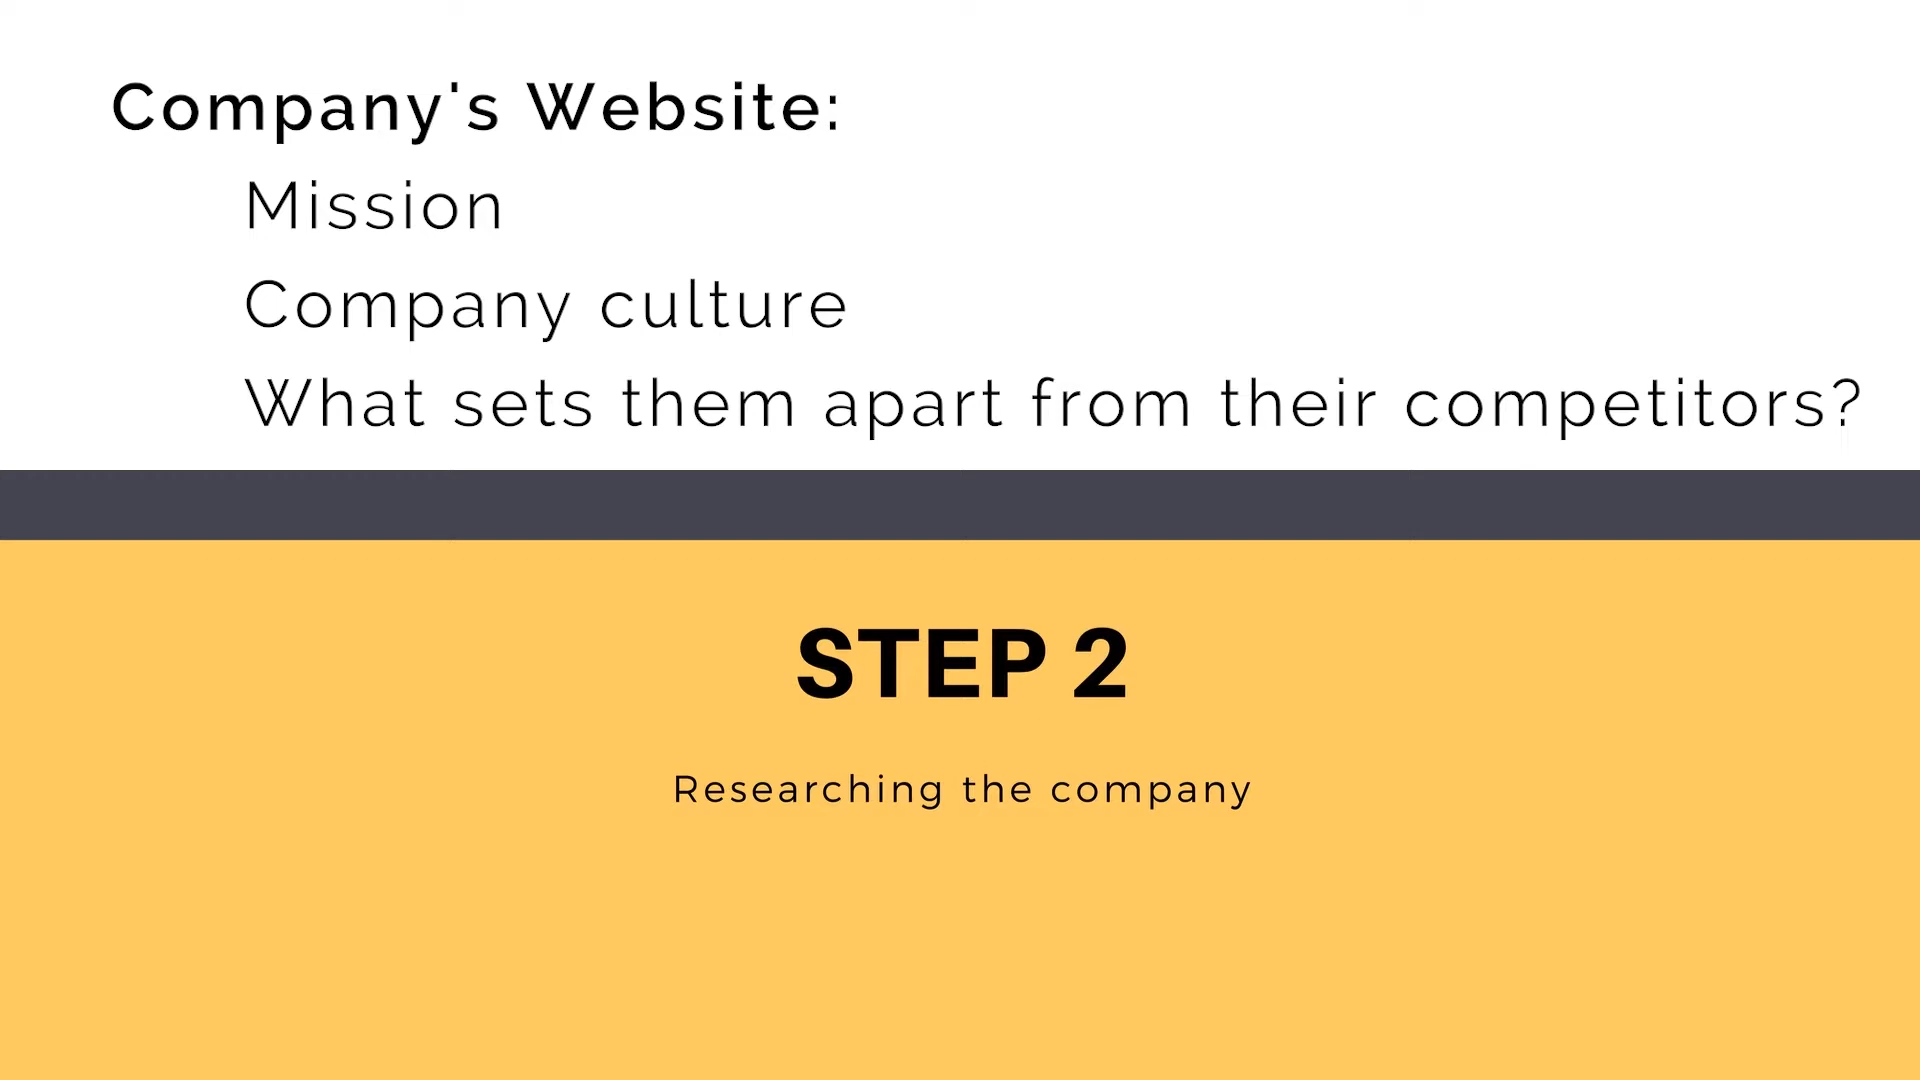 Company's Website:
Mission
Company culture
What sets them apart from their competitors?
STEP 2
Researching the company